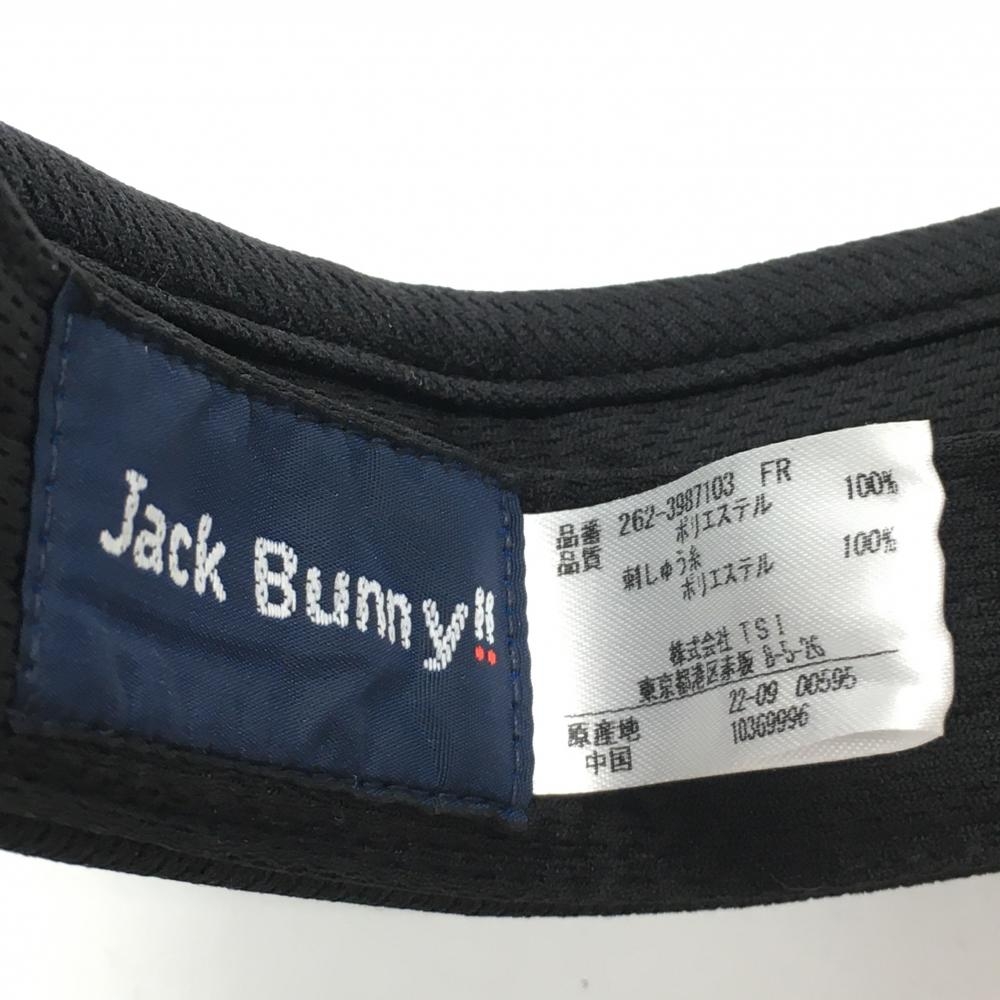 Jack Bunny!!
品番 262-3987103 FR
品質 ポリエステル 100%
刺しゅう糸
ポリエステル 100%
株式会社 TSI
東京都港区赤坂 8-5-26
22-09 00595
原産地 10369996
中国